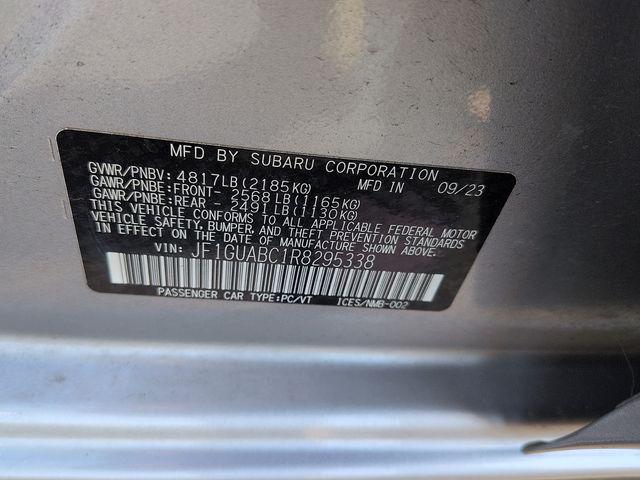 MFD BY SUBARU CORPORATION
GVWR/PNBV: 4817LB(2185KG) MFD IN 09/23
GAWR/PNBE:FRONT- 2568LB(1165KG)
GAWR/PNBE:REAR - 2491LB(1130KG)
THIS VEHICLE CONFORMS TO ALL APPLICABLE FEDERAL MOTOR
VEHICLE SAFETY, BUMPER, AND THEFT PREVENTION STANDARDS
IN EFFECT ON THE DATE OF MANUFACTURE SHOWN ABOVE.
VIN: JF1GUABC1R8295338
PASSENGER CAR TYPE:PC/VT 1CES/NMB-002